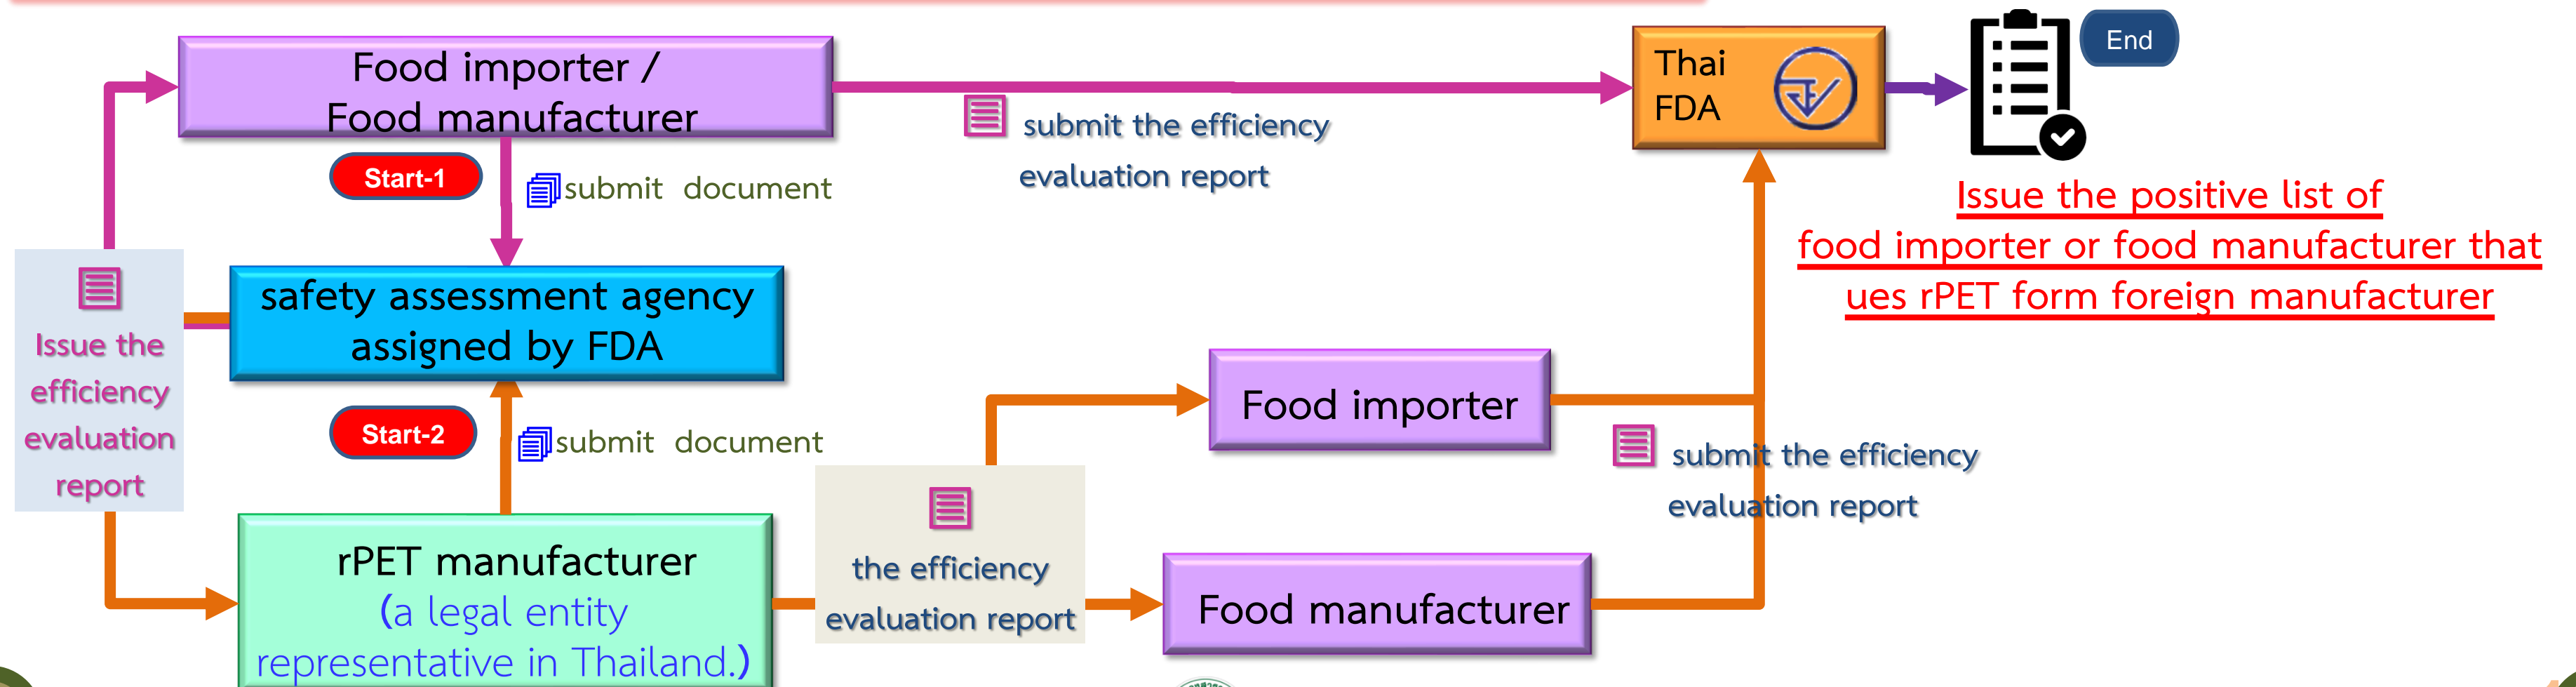 Food importer /
Food manufacturer
Thai
FDA
End
submit the efficiency
evaluation report
Start-1
submit document
Issue the positive list of
food importer or food manufacturer that
ues rPET form foreign manufacturer
Issue the
efficiency
evaluation
report
safety assessment agency
assigned by FDA
Start-2
submit document
Food importer
submit the efficiency
evaluation report
the efficiency
evaluation report
rPET manufacturer
(a legal entity
representative in Thailand.)
Food manufacturer